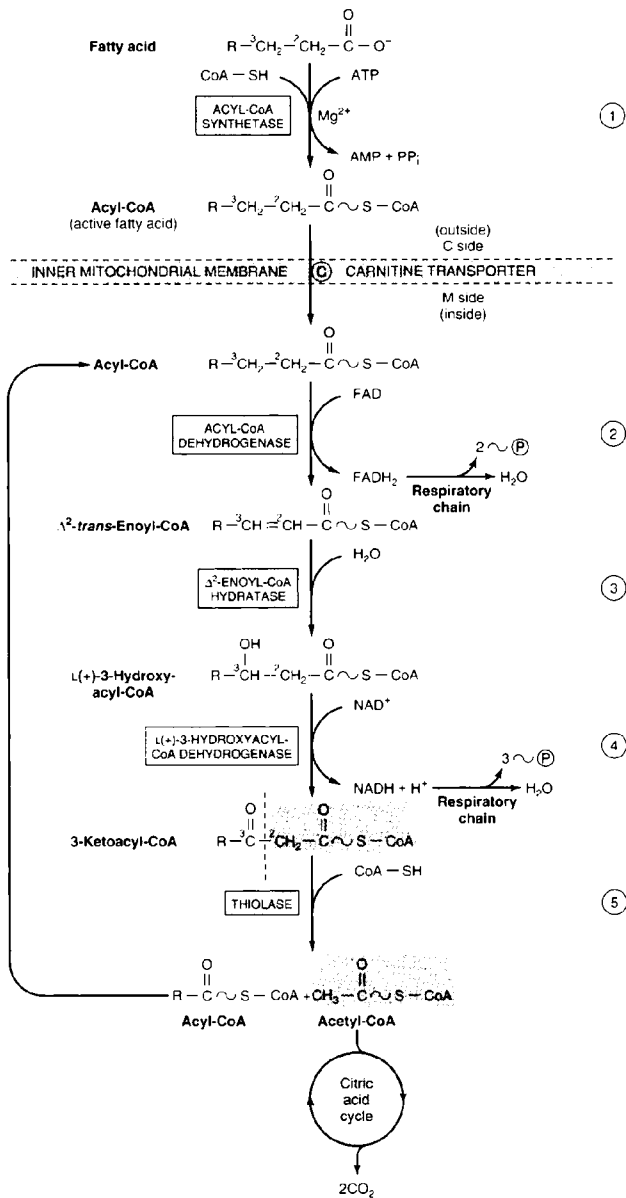 O
Fatty acid
R—³CH₂—²CH₂—C—O⁻
CoA—SH ATP
ACYL-CoA
SYNTHETASE
Mg²⁺
①
AMP + PPᵢ
O
Acyl-CoA
(active fatty acid)
R—³CH₂—²CH₂—C～S—CoA
(outside)
C side
INNER MITOCHONDRIAL MEMBRANE Ⓒ CARNITINE TRANSPORTER
M side
(inside)
O
Acyl-CoA R—³CH₂—²CH₂—C～S—CoA
FAD
ACYL-CoA
DEHYDROGENASE
②
2～Ⓟ
FADH₂ H₂O
Respiratory
chain
O
Δ²-trans-Enoyl-CoA R—³CH=²CH—C～S—CoA
H₂O
Δ²-ENOYL-CoA
HYDRATASE
③
OH O
L(+)-3-Hydroxy-
acyl-CoA
R—³CH—²CH₂—C～S—CoA
NAD⁺
L(+)-3-HYDROXYACYL-
CoA DEHYDROGENASE
④
3～Ⓟ
NADH + H⁺ H₂O
Respiratory
chain
O O
3-Ketoacyl-CoA R—³C—²CH₂—C～S—CoA
CoA—SH
THIOLASE
⑤
O O
R—C～S—CoA + CH₃—C～S—CoA
Acyl-CoA Acetyl-CoA
Citric
acid
cycle
2CO₂